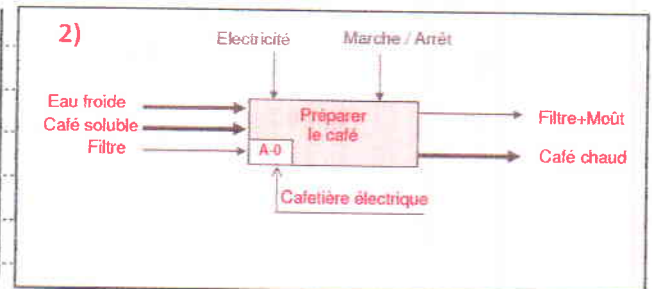 2)
Electricité Marche / Arrêt
Eau froide
Café soluble
Filtre
Préparer
le café
A-0
Filtre+Moût
Café chaud
Cafetière électrique